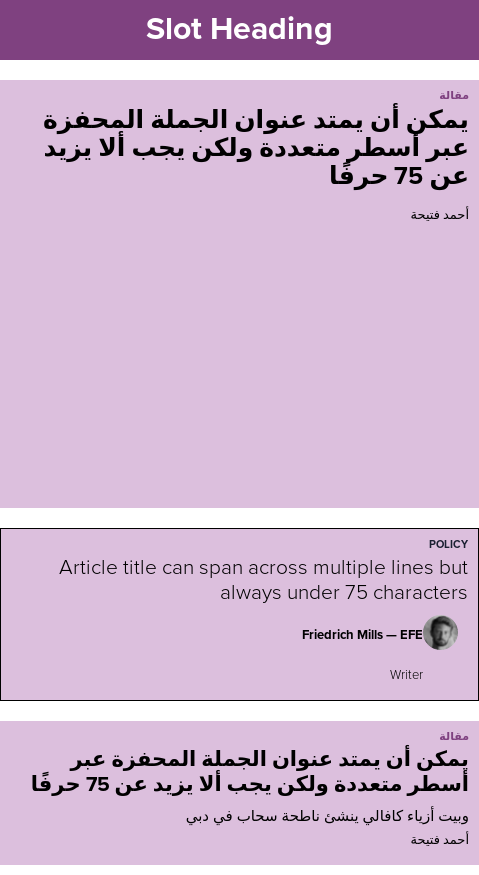 Slot Heading
مقالة
يمكن أن يمتد عنوان الجملة المحفزة
عبر أسطر متعددة ولكن يجب ألا يزيد
عن 75 حرفًا
أحمد فتيحة
POLICY
Article title can span across multiple lines but
always under 75 characters
Friedrich Mills — EFE
Writer
مقالة
يمكن أن يمتد عنوان الجملة المحفزة عبر
أسطر متعددة ولكن يجب ألا يزيد عن 75 حرفًا
وبيت أزياء كافالي ينشئ ناطحة سحاب في دبي
أحمد فتيحة